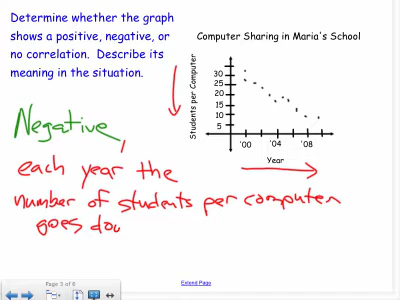 Determine whether the graph
shows a positive, negative, or
no correlation. Describe its
meaning in the situation.
Computer Sharing in Maria's School
Students per Computer
30
25
20
15
10
5
'00
'04
'08
Year
Negative,
each year the
number of students per computer
goes dow
Extend Page
Page 5 of 6